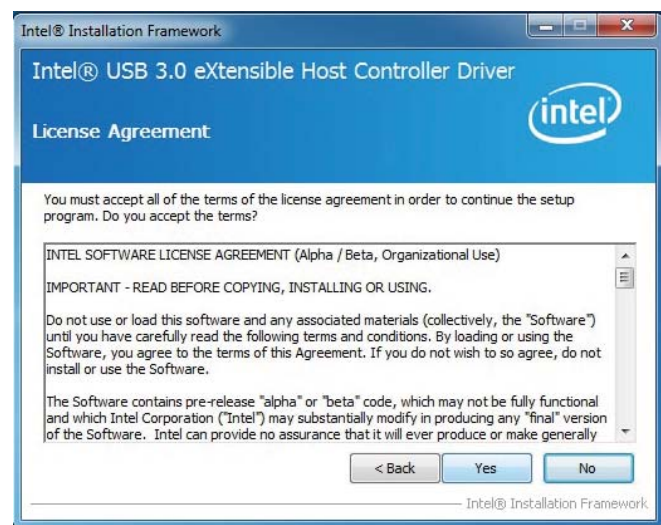 Intel® Installation Framework
Intel® USB 3.0 eXtensible Host Controller Driver
intel
License Agreement
You must accept all of the terms of the license agreement in order to continue the setup
program. Do you accept the terms?
INTEL SOFTWARE LICENSE AGREEMENT (Alpha / Beta, Organizational Use)
IMPORTANT - READ BEFORE COPYING, INSTALLING OR USING.
Do not use or load this software and any associated materials (collectively, the "Software")
until you have carefully read the following terms and conditions. By loading or using the
Software, you agree to the terms of this Agreement. If you do not wish to so agree, do not
install or use the Software.
The Software contains pre-release "alpha" or "beta" code, which may not be fully functional
and which Intel Corporation ("Intel") may substantially modify in producing any "final" version
of the Software. Intel can provide no assurance that it will ever produce or make generally
< Back Yes No
Intel® Installation Framework